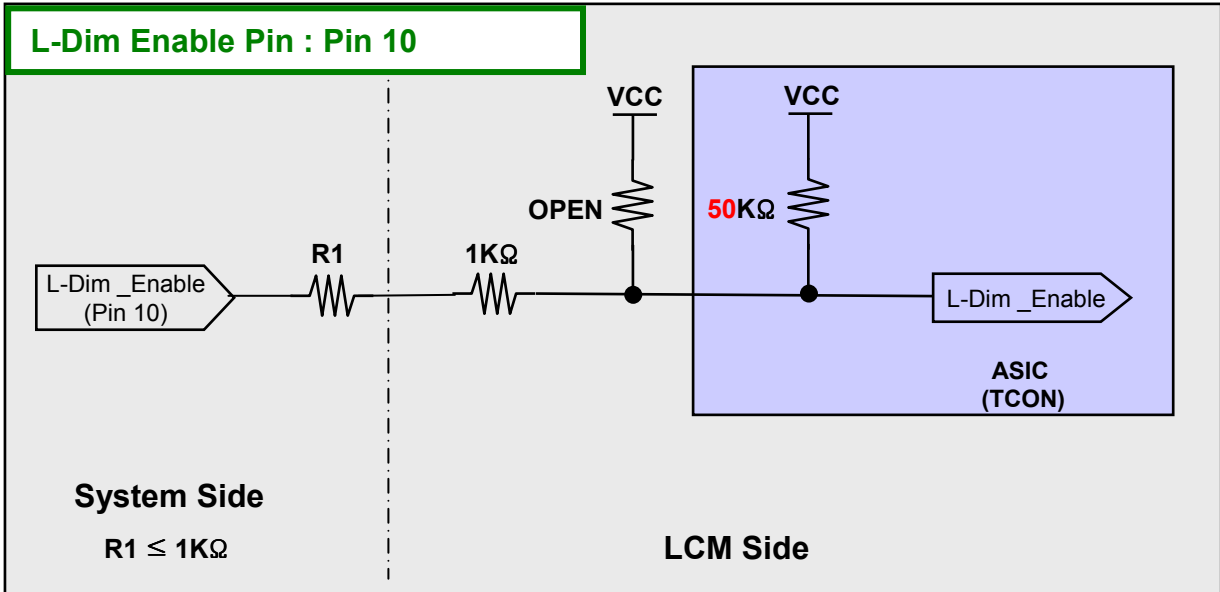 L-Dim Enable Pin : Pin 10
VCC
VCC
OPEN
50KΩ
R1
1KΩ
L-Dim _Enable
(Pin 10)
L-Dim _Enable
ASIC
(TCON)
System Side
R1 ≤ 1KΩ
LCM Side